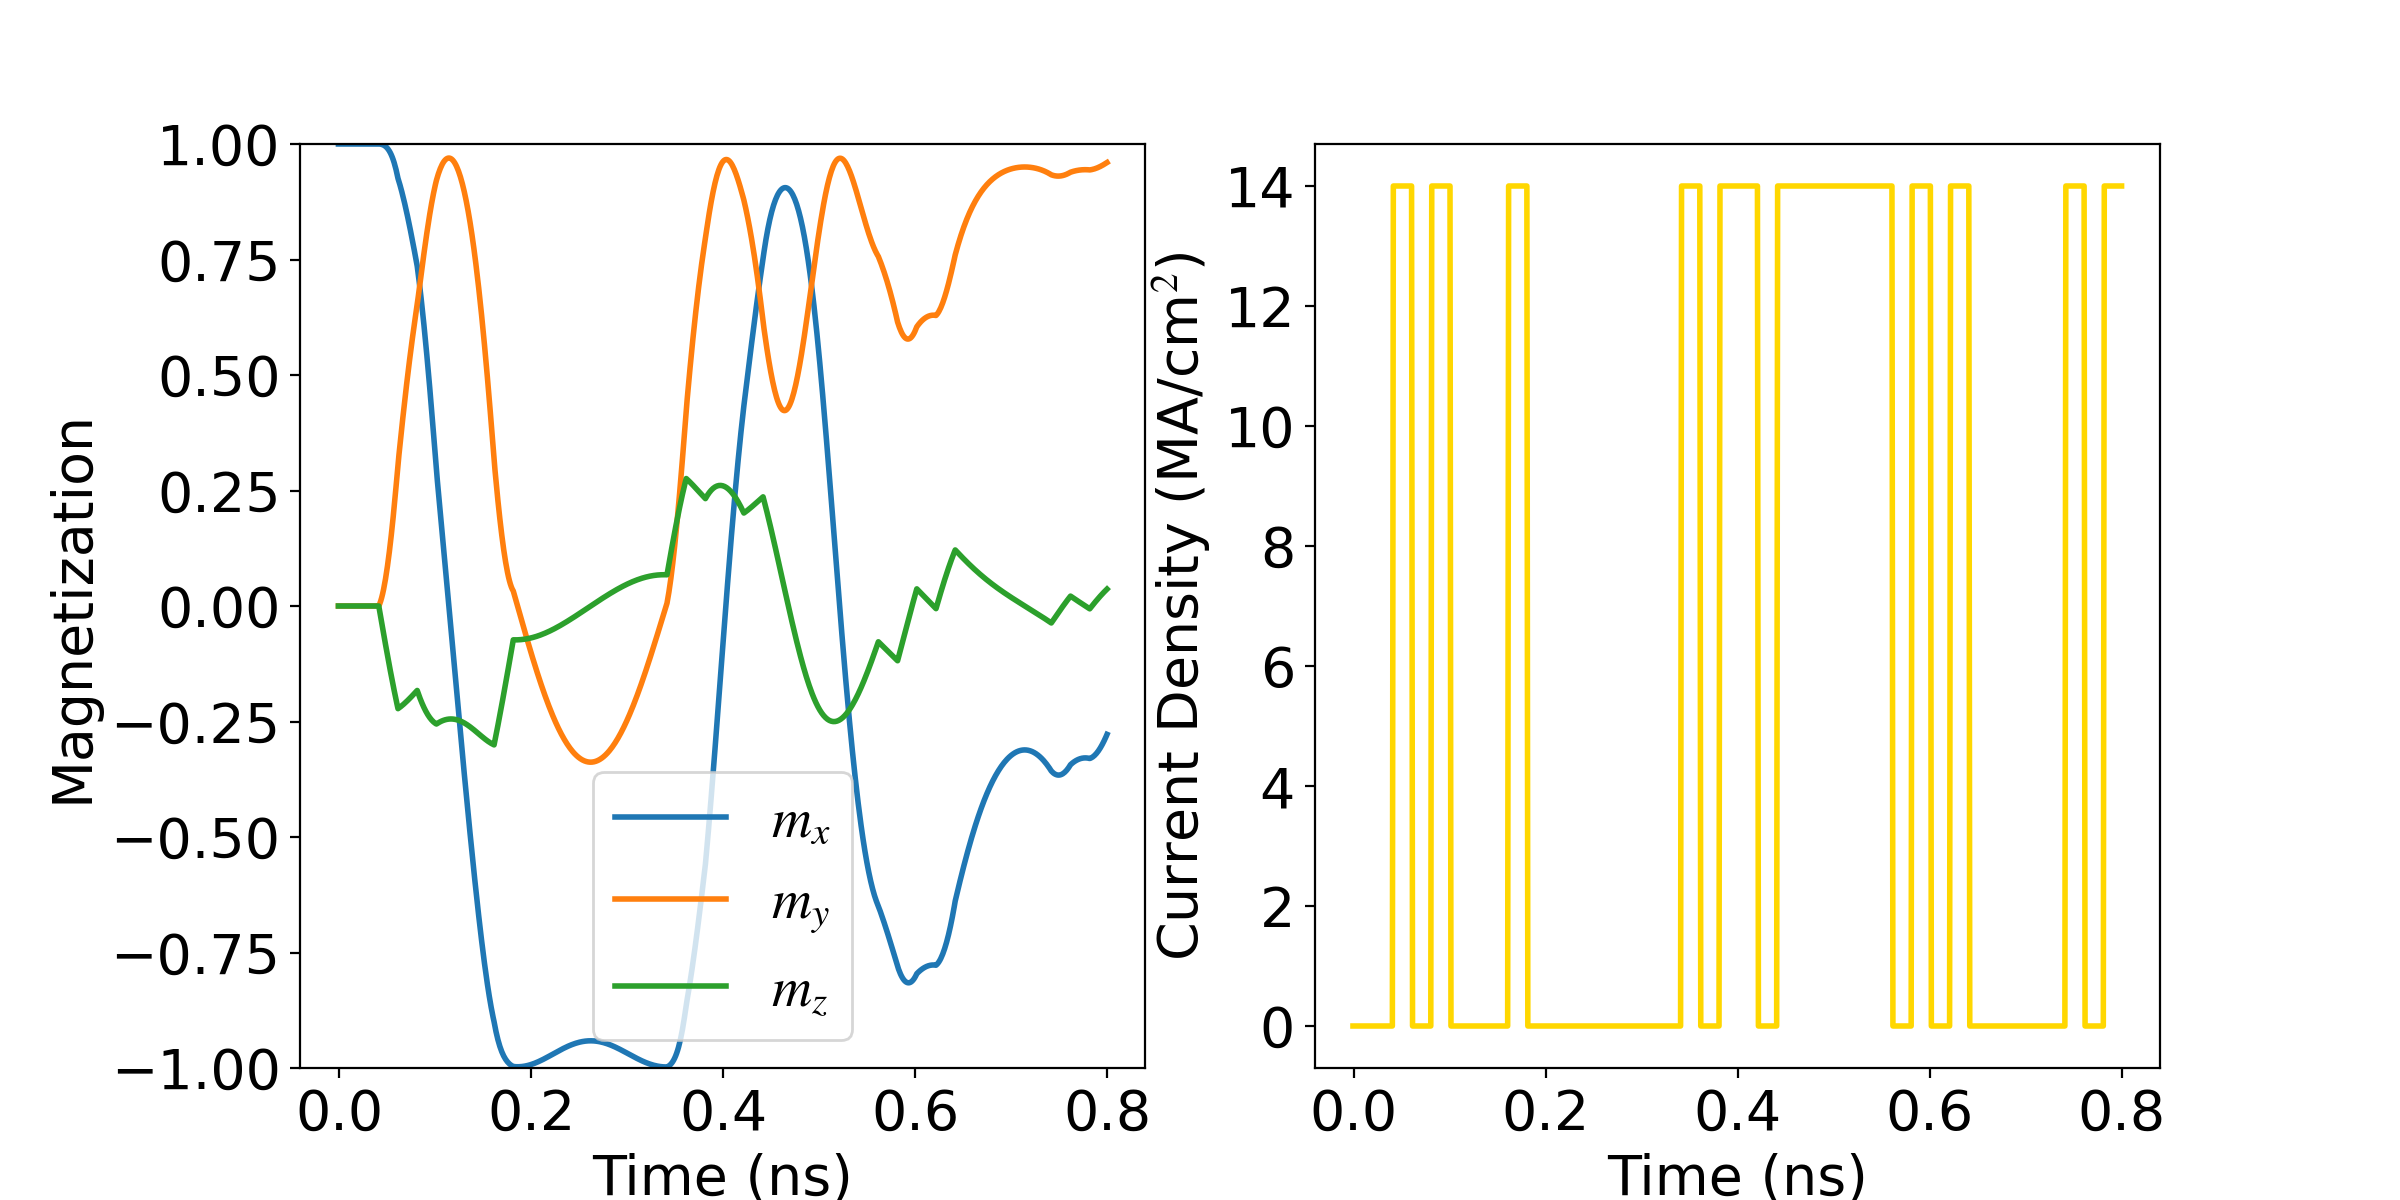 Magnetization
1.00
0.75
0.50
0.25
0.00
−0.25
−0.50
−0.75
−1.00
0.0 0.2 0.4 0.6 0.8
Time (ns)
m_x
m_y
m_z
Current Density (MA/cm²)
14
12
10
8
6
4
2
0
0.0 0.2 0.4 0.6 0.8
Time (ns)